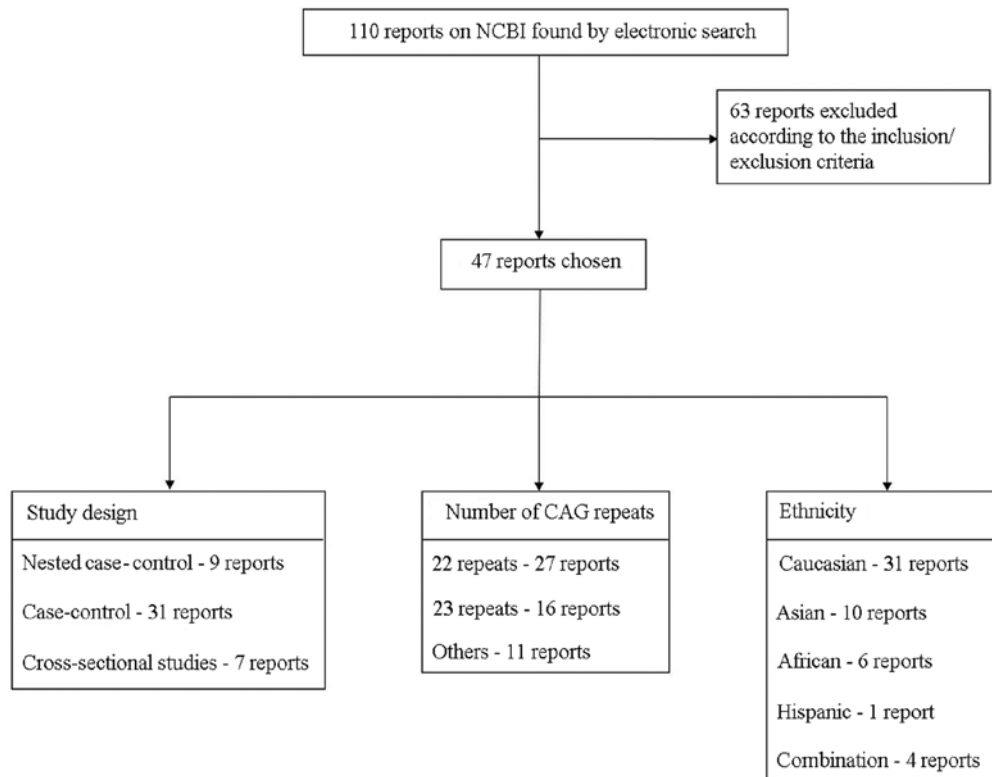 110 reports on NCBI found by electronic search
63 reports excluded
according to the inclusion/
exclusion criteria
47 reports chosen
Study design
Nested case-control - 9 reports
Case-control - 31 reports
Cross-sectional studies - 7 reports
Number of CAG repeats
22 repeats - 27 reports
23 repeats - 16 reports
Others - 11 reports
Ethnicity
Caucasian - 31 reports
Asian - 10 reports
African - 6 reports
Hispanic - 1 report
Combination - 4 reports